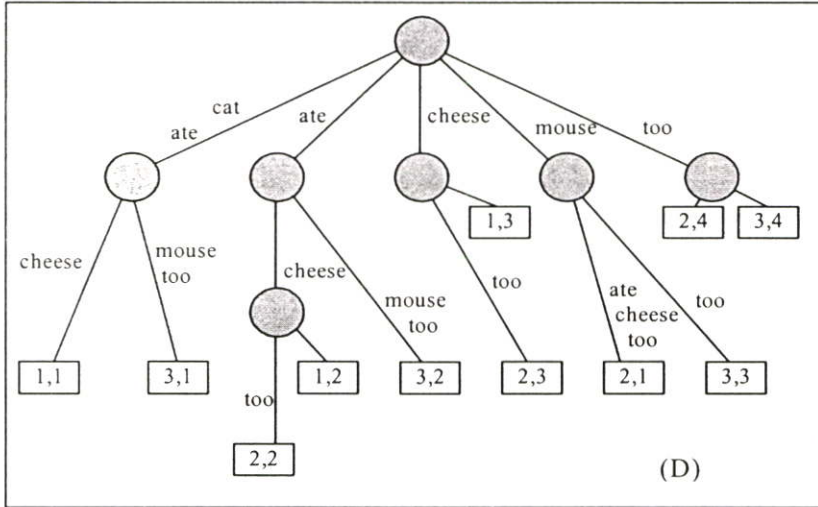 cat
ate
ate
cheese
mouse
too
1,3
2,4
3,4
cheese
mouse
too
cheese
mouse
too
too
ate
cheese
too
too
1,1
3,1
1,2
3,2
2,3
2,1
3,3
too
2,2
(D)